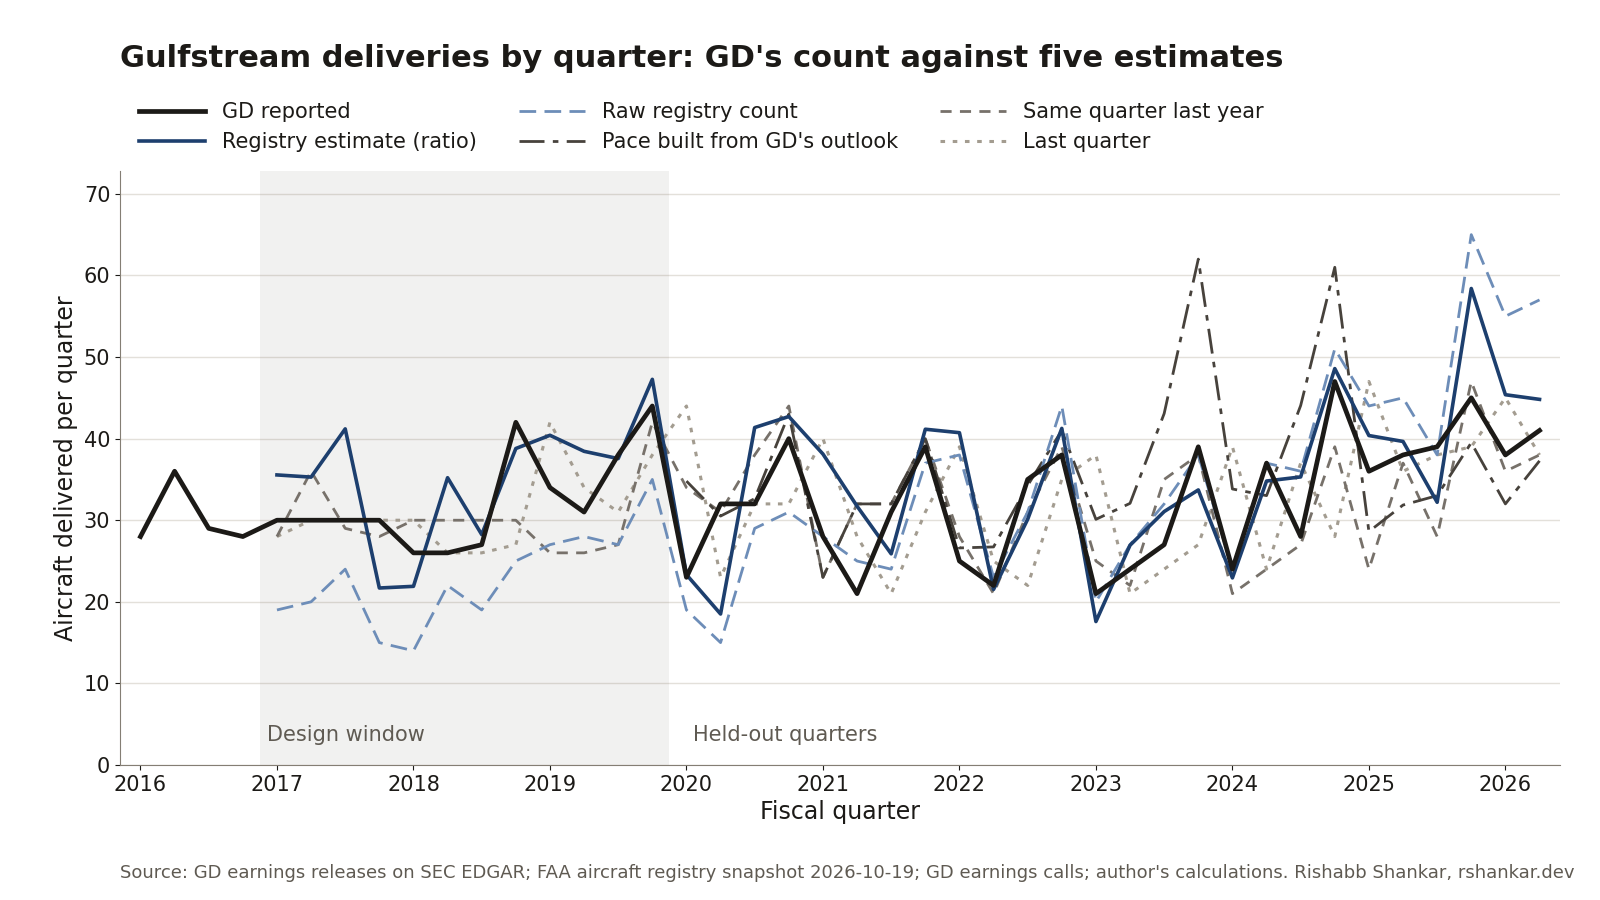 Gulfstream deliveries by quarter: GD's count against five estimates
GD reported
Raw registry count
Same quarter last year
Registry estimate (ratio)
Pace built from GD's outlook
Last quarter
Aircraft delivered per quarter
70
60
50
40
30
20
10
0
Design window
Held-out quarters
2016 2017 2018 2019 2020 2021 2022 2023 2024 2025 2026
Fiscal quarter
Source: GD earnings releases on SEC EDGAR; FAA aircraft registry snapshot 2026-10-19; GD earnings calls; author's calculations. Rishabb Shankar, rshankar.dev